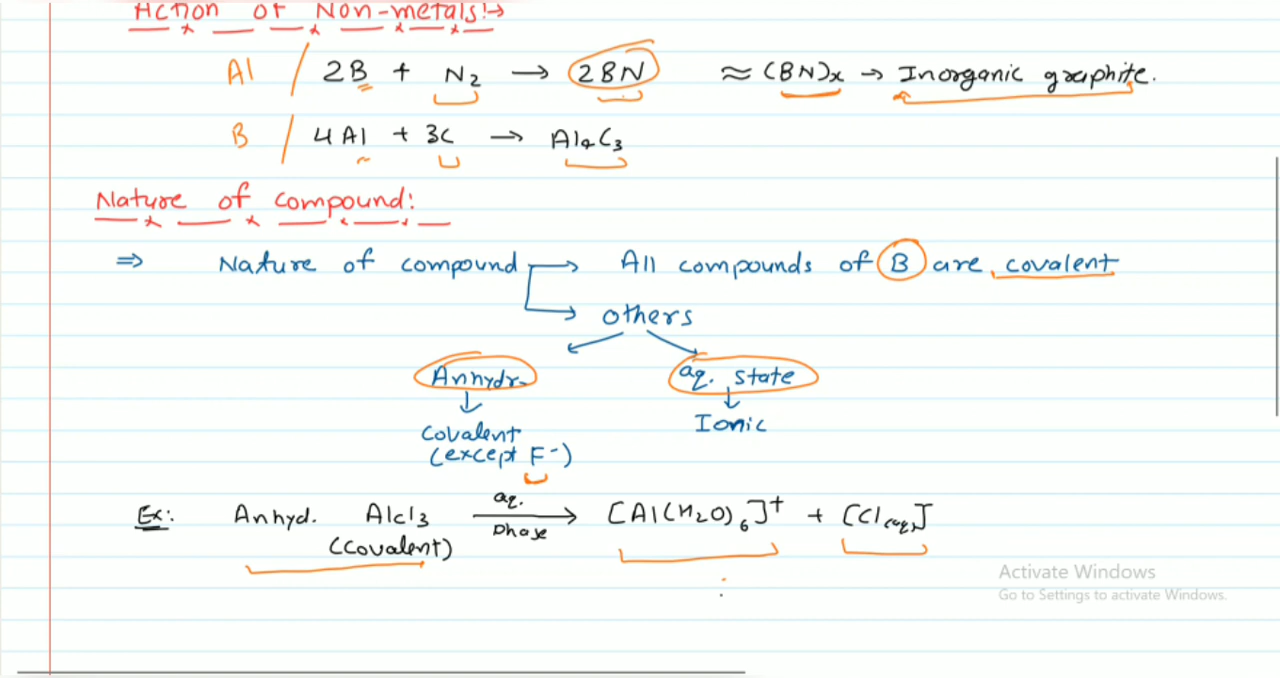 Action of Non-metals:→
Al / 2B + N₂ → 2BN ≈ (BN)x → Inorganic graphite.
B / 4Al + 3C → Al₄C₃
Nature of compound:
⇒ Nature of compound → All compounds of B are covalent
→ others
Anhydr. aq. state
↓ ↓
Covalent Ionic
(except F⁻)
Ex: Anhyd. AlCl₃ aq. Phase → [Al(H₂O)₆]⁺ + [Cl(aq.)]
(Covalent)
Activate Windows
Go to Settings to activate Windows.